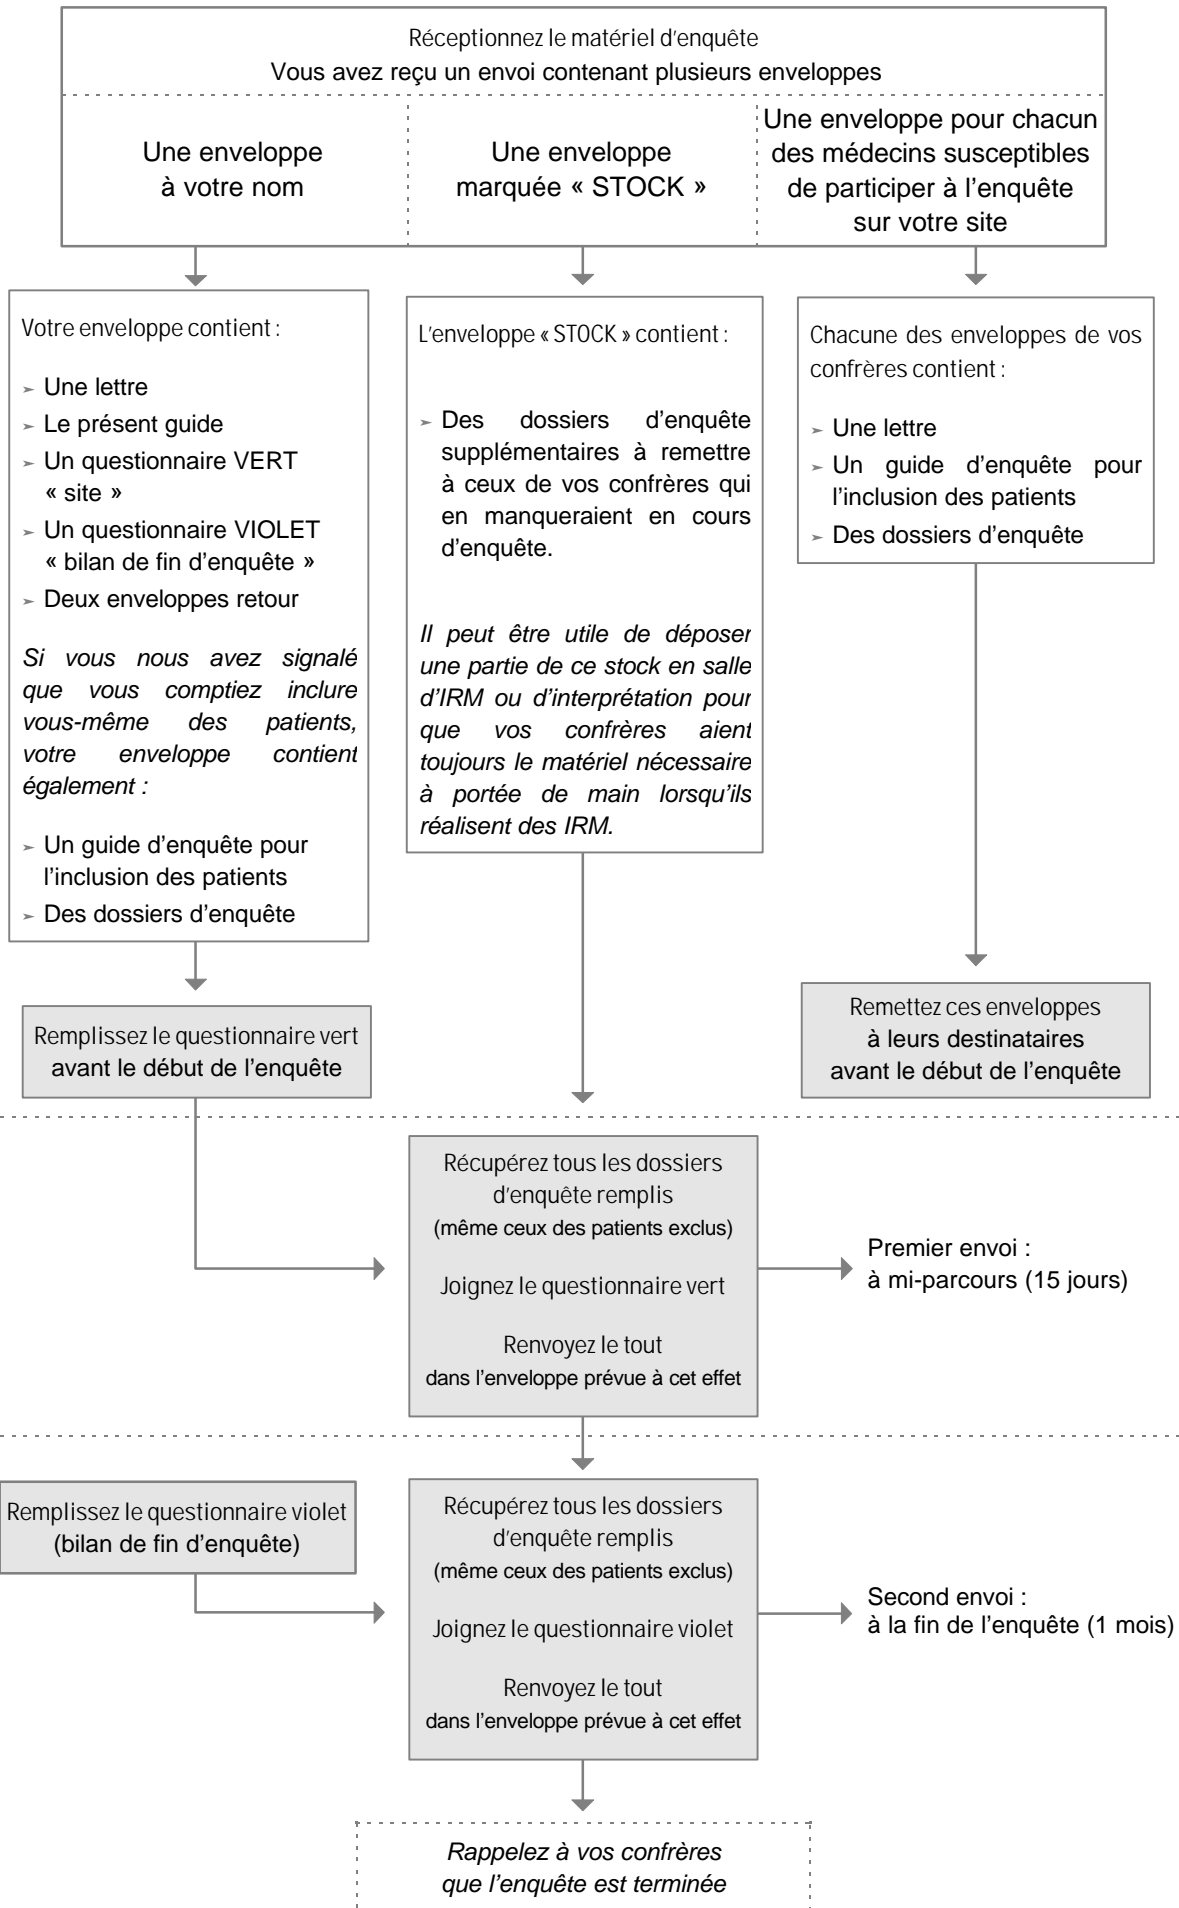 Réceptionnez le matériel d'enquête
Vous avez reçu un envoi contenant plusieurs enveloppes
Une enveloppe
à votre nom
Une enveloppe
marquée « STOCK »
Une enveloppe pour chacun
des médecins susceptibles
de participer à l'enquête
sur votre site
Votre enveloppe contient :
➢ Une lettre
➢ Le présent guide
➢ Un questionnaire VERT
« site »
➢ Un questionnaire VIOLET
« bilan de fin d'enquête »
➢ Deux enveloppes retour
Si vous nous avez signalé
que vous comptiez inclure
vous-même des patients,
votre enveloppe contient
également :
➢ Un guide d'enquête pour
l'inclusion des patients
➢ Des dossiers d'enquête
L'enveloppe « STOCK » contient :
➢ Des dossiers d'enquête
supplémentaires à remettre
à ceux de vos confrères qui
en manqueraient en cours
d'enquête.
Il peut être utile de déposer
une partie de ce stock en salle
d'IRM ou d'interprétation pour
que vos confrères aient
toujours le matériel nécessaire
à portée de main lorsqu'ils
réalisent des IRM.
Chacune des enveloppes de vos
confrères contient :
➢ Une lettre
➢ Un guide d'enquête pour
l'inclusion des patients
➢ Des dossiers d'enquête
Remplissez le questionnaire vert
avant le début de l'enquête
Remettez ces enveloppes
à leurs destinataires
avant le début de l'enquête
Récupérez tous les dossiers
d'enquête remplis
(même ceux des patients exclus)
Joignez le questionnaire vert
Renvoyez le tout
dans l'enveloppe prévue à cet effet
Premier envoi :
à mi-parcours (15 jours)
Remplissez le questionnaire violet
(bilan de fin d'enquête)
Récupérez tous les dossiers
d'enquête remplis
(même ceux des patients exclus)
Joignez le questionnaire violet
Renvoyez le tout
dans l'enveloppe prévue à cet effet
Second envoi :
à la fin de l'enquête (1 mois)
Rappelez à vos confrères
que l'enquête est terminée